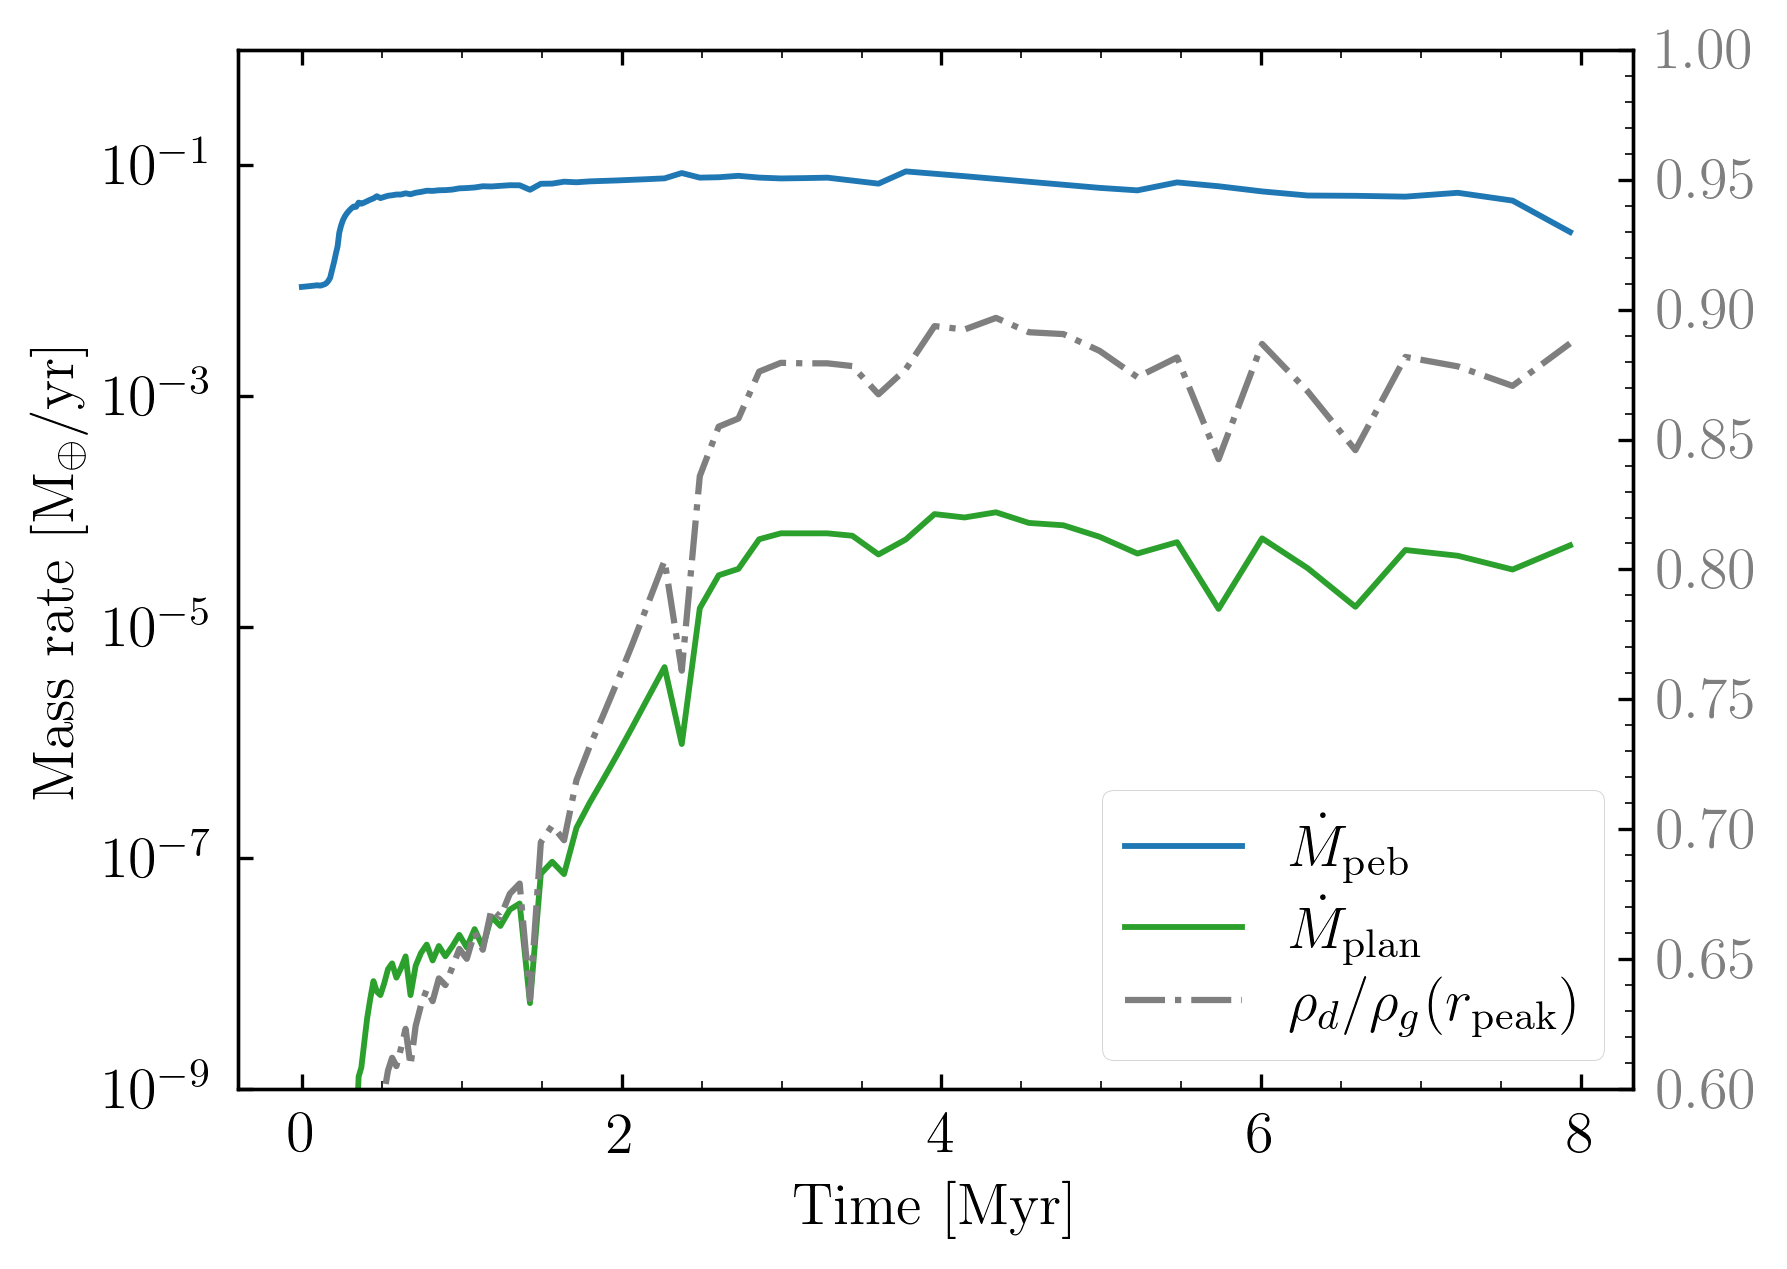 Mass rate [M⊕/yr]
10⁻¹
10⁻³
10⁻⁵
10⁻⁷
10⁻⁹
1.00
0.95
0.90
0.85
0.80
0.75
0.70
0.65
0.60
Ṁpeb
Ṁplan
ρd/ρg(rpeak)
0 2 4 6 8
Time [Myr]